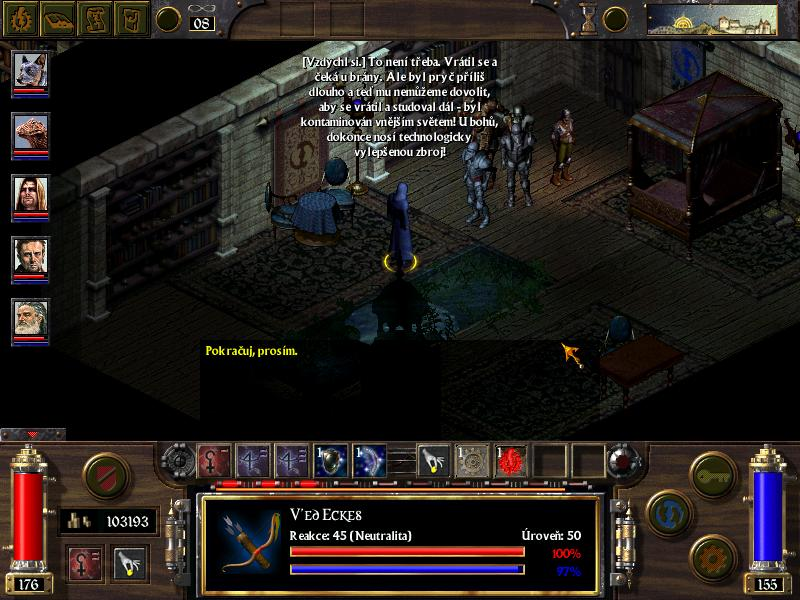 08
[Vzdychl si.] To není třeba. Vrátil se a
čeká u brány. Ale byl pryč příliš
dlouho a teď mu nemůžeme dovolit,
aby se vrátil a studoval dál - byl
kontaminován vnějším světem! U bohů,
dokonce nosí technologicky
vylepšenou zbroj!
Pokračuj, prosím.
1
1
1
1
1
103193
V'ed Eckes
Reakce: 45 (Neutralita)
Úroveň: 50
100%
97%
176
155